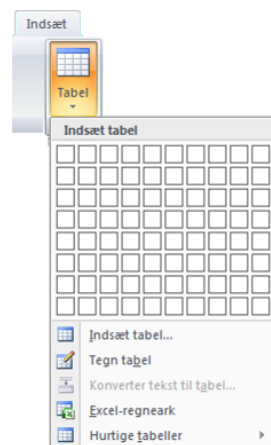 Indsæt
Tabel
Indsæt tabel
Indsæt tabel...
Tegn tabel
Konverter tekst til tabel...
Excel-regneark
Hurtige tabeller